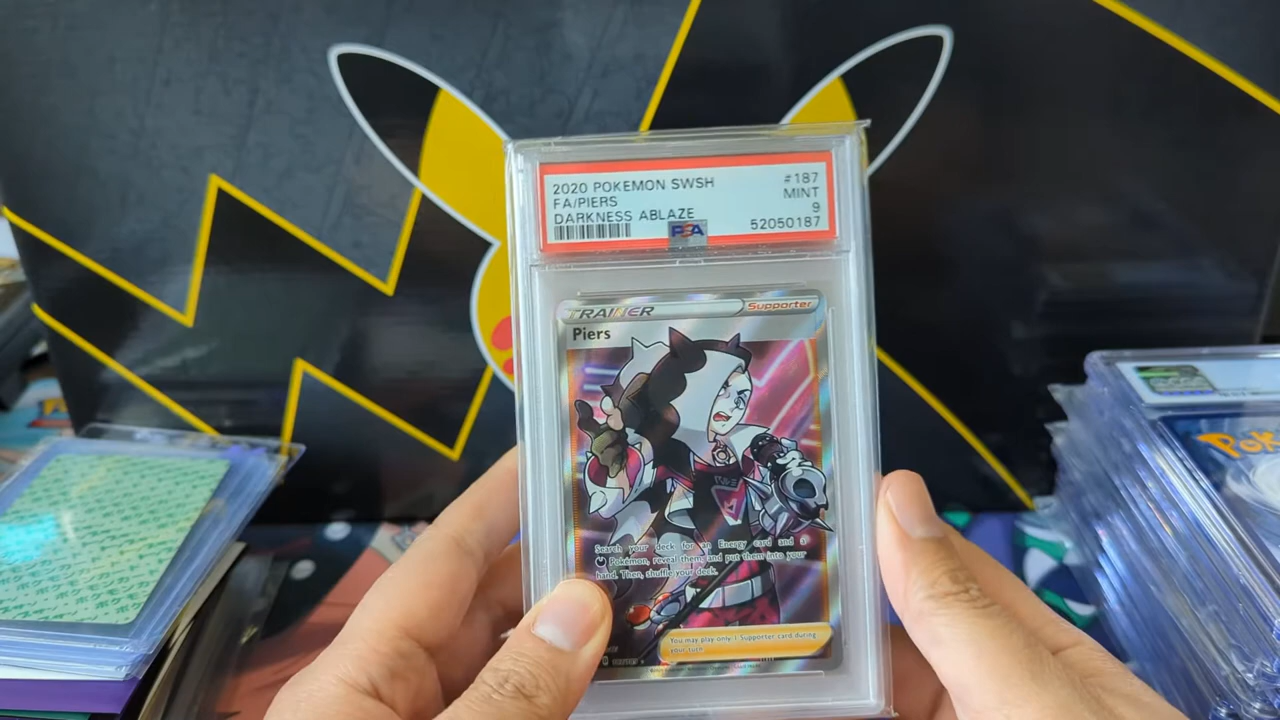 2020 POKEMON SWSH #187
FA/PIERS MINT
DARKNESS ABLAZE 9
PSA 52050187
TRAINER Supporter
Piers
Search your deck for an Energy card and a
Pokémon, reveal them, and put them into your
hand. Then, shuffle your deck.
You may play only 1 Supporter card during
your turn.
Pok